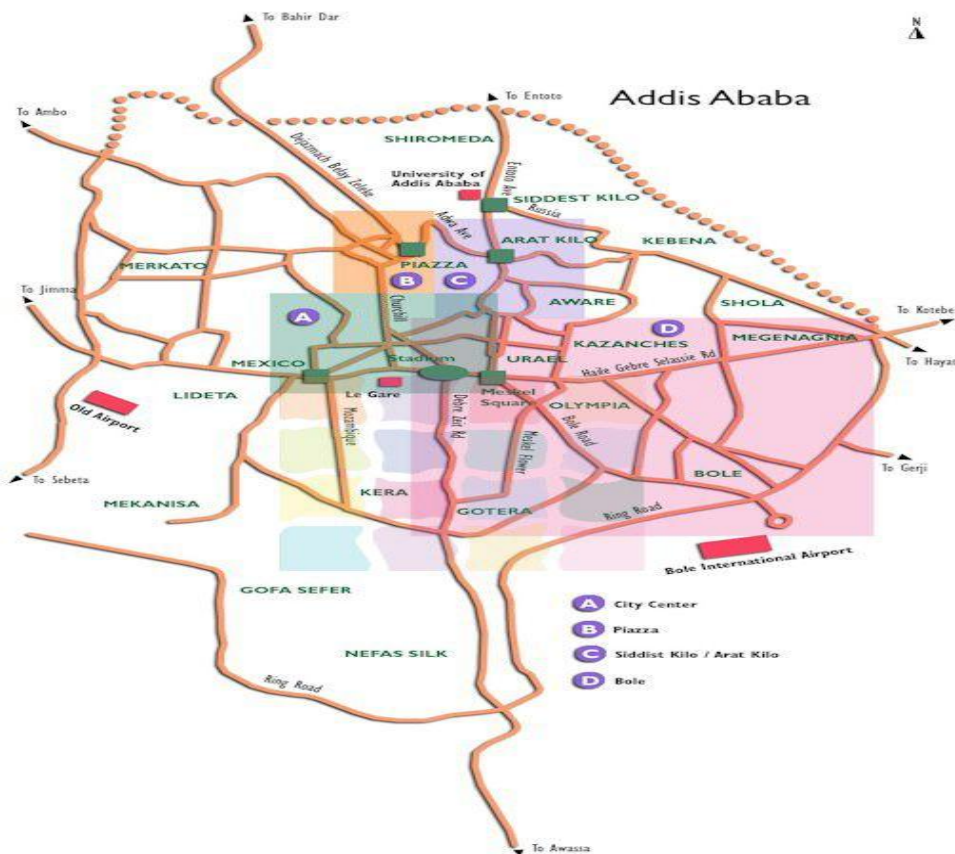 To Bahir Dar
N
To Ambo
To Entoto
Addis Ababa
SHIROMEDA
Dejazmach Belay Zeleke
Entoto Ave
University of
Addis Ababa
SIDDEST KILO
Russia
Adwa Ave
ARAT KILO
KEBENA
MERKATO
PIAZZA
B
C
To Jimma
Churchill
AWARE
SHOLA
To Kotebe
A
D
KAZANCHES
MEGENAGNIA
MEXICO
Stadium
URAEL
Haile Gebre Selassie Rd
To Hayat
LIDETA
Le Gare
Meskel
Square
OLYMPIA
Old Airport
Mozambique
Debre Zeit Rd
Meskel Flower
Bole Road
To Sebeta
BOLE
To Gerji
MEKANISA
KERA
GOTERA
Ring Road
Bole International Airport
GOFA SEFER
A City Center
B Piazza
C Siddist Kilo / Arat Kilo
D Bole
NEFAS SILK
Ring Road
To Awassa